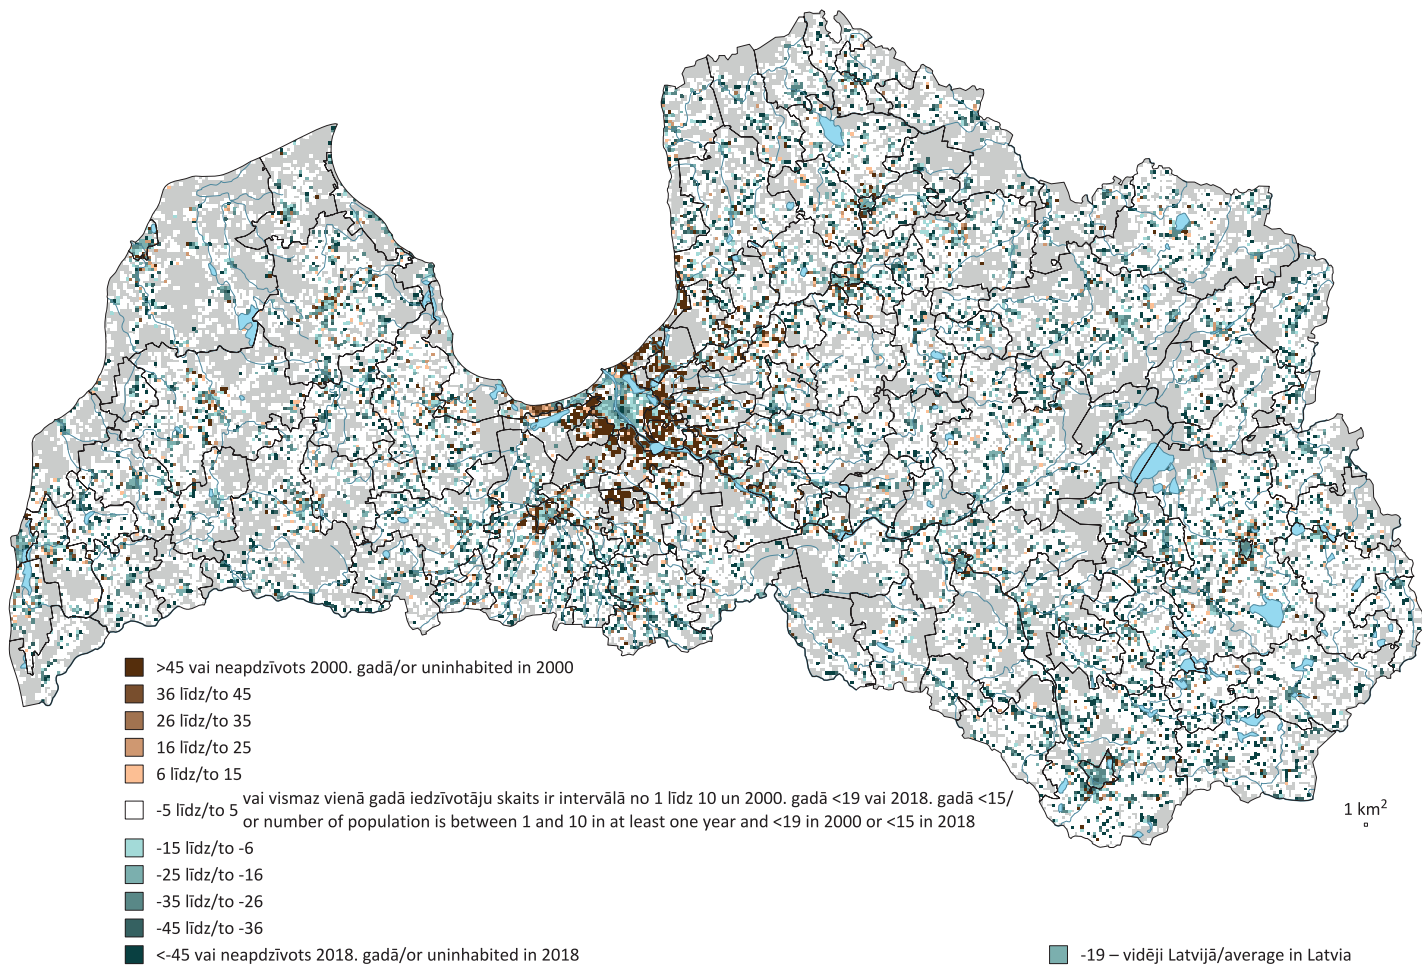 >45 vai neapdzīvots 2000. gadā/or uninhabited in 2000
36 līdz/to 45
26 līdz/to 35
16 līdz/to 25
6 līdz/to 15
-5 līdz/to 5
vai vismaz vienā gadā iedzīvotāju skaits ir intervālā no 1 līdz 10 un 2000. gadā <19 vai 2018. gadā <15/
or number of population is between 1 and 10 in at least one year and <19 in 2000 or <15 in 2018
-15 līdz/to -6
-25 līdz/to -16
-35 līdz/to -26
-45 līdz/to -36
<-45 vai neapdzīvots 2018. gadā/or uninhabited in 2018
1 km²
-19 – vidēji Latvijā/average in Latvia